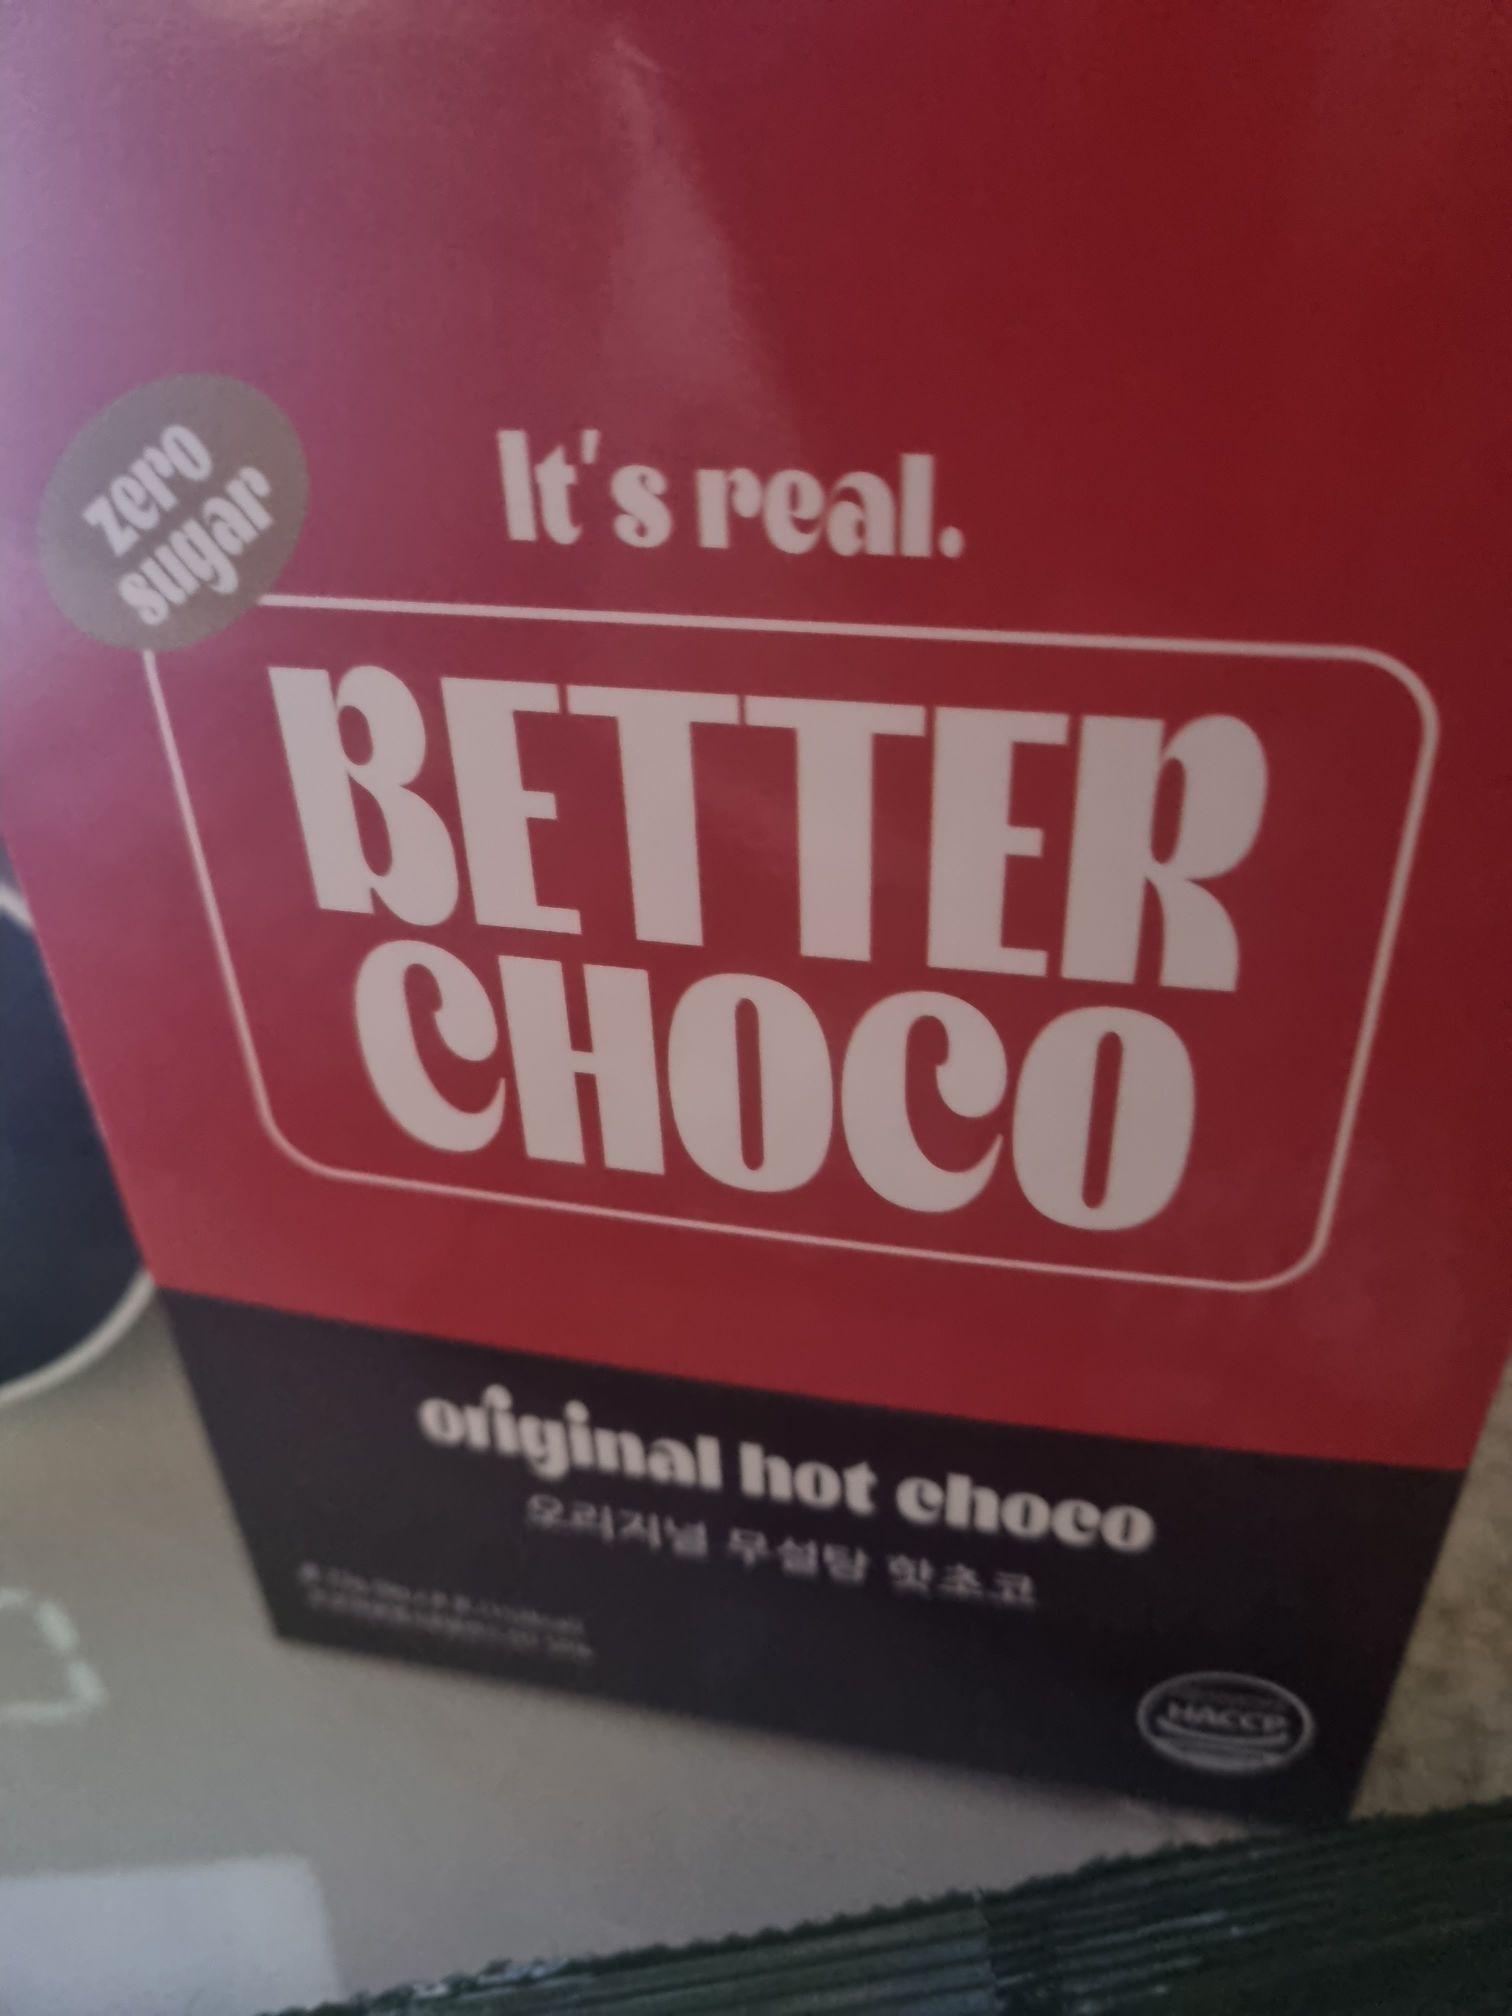 zero
sugar
It's real.
BETTER
CHOCO
original hot choco
오리지널 무설탕 핫초코
HACCP